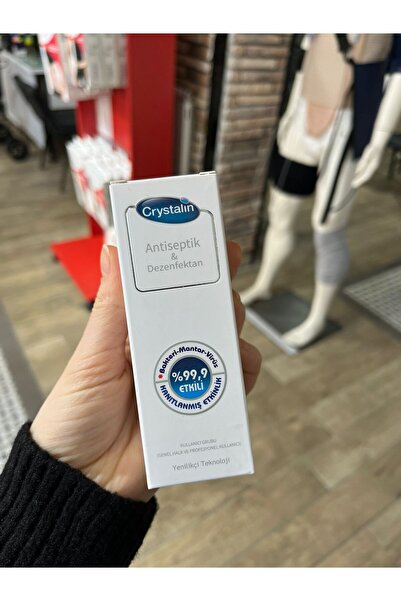 Crystalin
Antiseptik
&
Dezenfektan
Bakteri-Mantar-Virüs
%99,9
ETKİLİ
KANITLANMIŞ ETKİNLİK
KULLANICI GRUBU
(GENEL HALK VE PROFESYONEL KULLANICI)
Yenilikçi Teknoloji